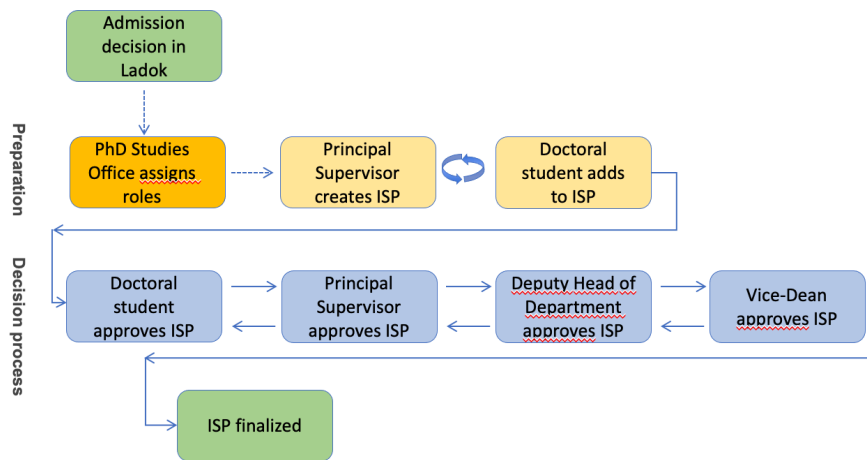 Admission
decision in
Ladok
Preparation
PhD Studies
Office assigns
roles
Principal
Supervisor
creates ISP
Doctoral
student adds
to ISP
Decision process
Doctoral
student
approves ISP
Principal
Supervisor
approves ISP
Deputy Head of
Department
approves ISP
Vice-Dean
approves ISP
ISP finalized